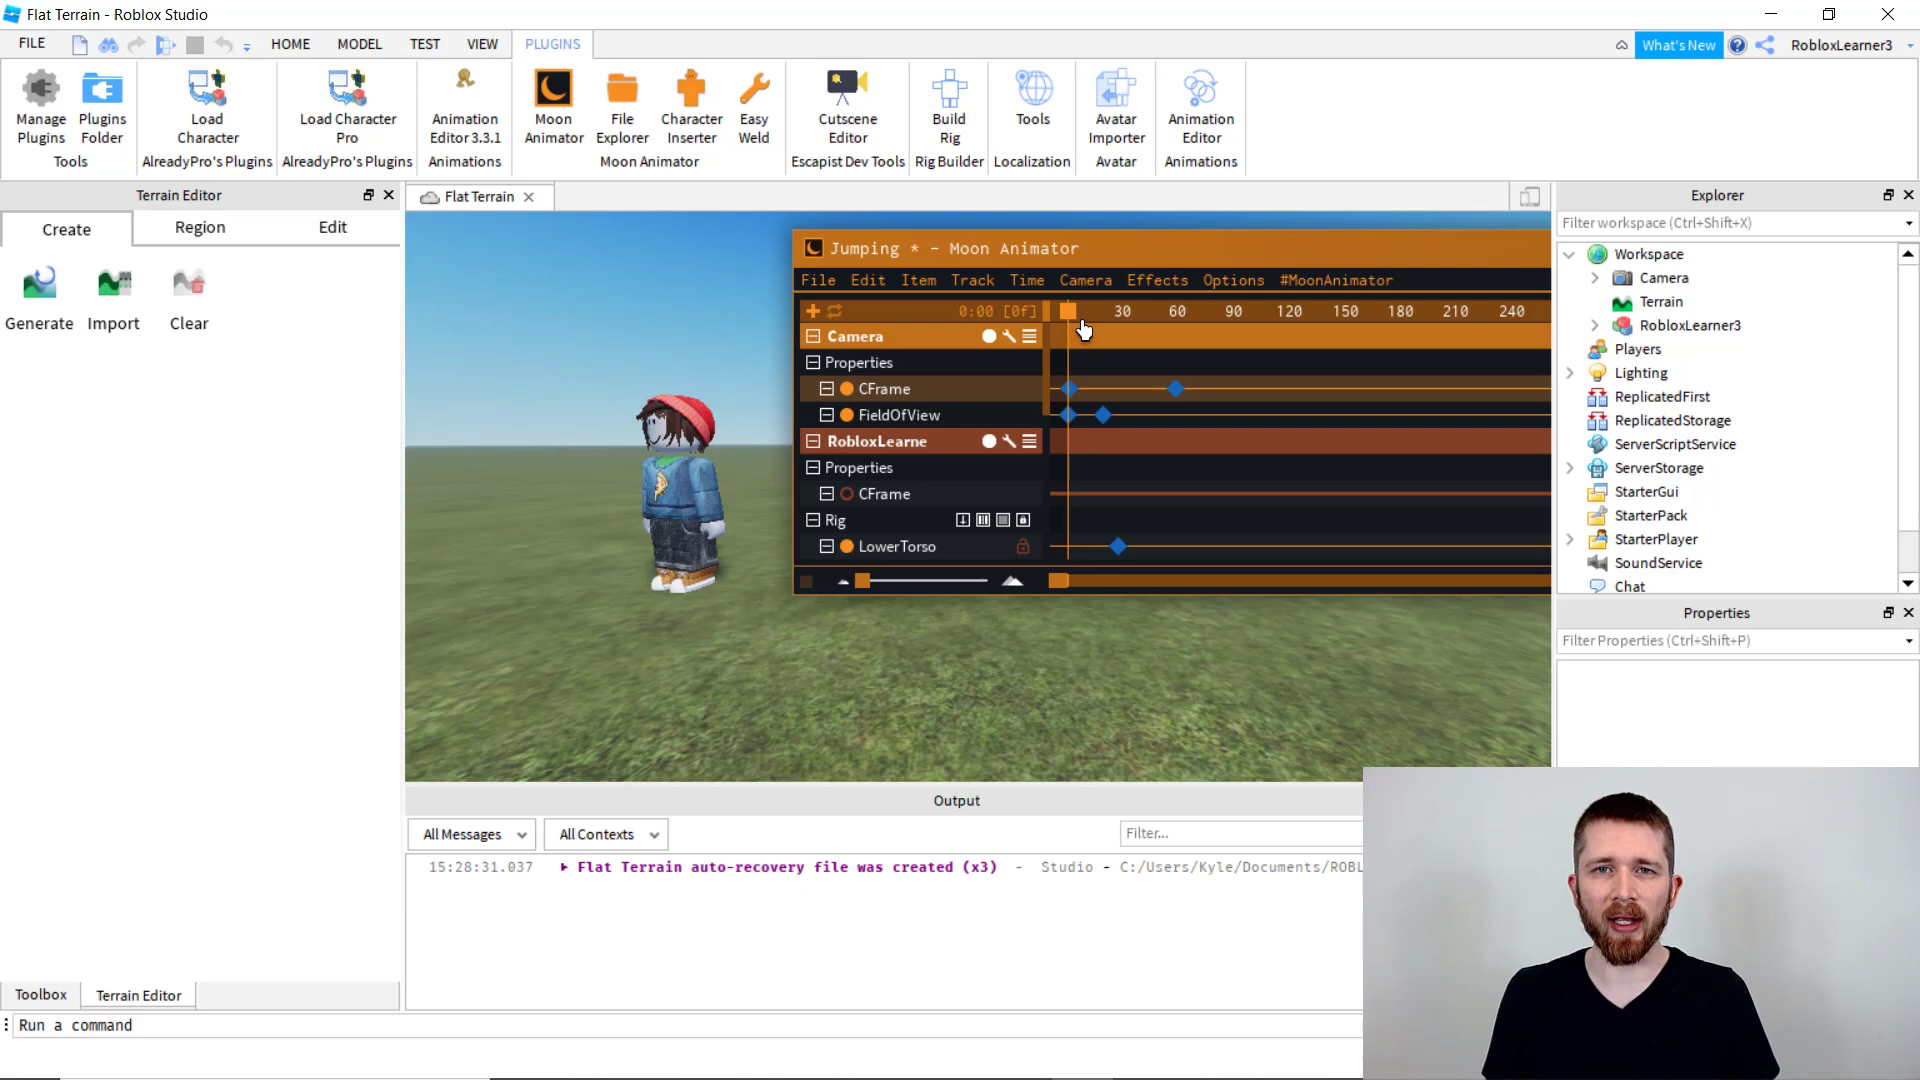 Flat Terrain - Roblox Studio
FILE HOME MODEL TEST VIEW PLUGINS What's New RobloxLearner3
Manage Plugins
Plugins Folder
Tools
Load Character
AlreadyPro's Plugins
Load Character Pro
AlreadyPro's Plugins
Animation Editor 3.3.1
Animations
Moon Animator
File Explorer
Character Inserter
Easy Weld
Moon Animator
Cutscene Editor
Escapist Dev Tools
Build Rig
Rig Builder
Tools
Localization
Avatar Importer
Avatar
Animation Editor
Animations
Terrain Editor
Create Region Edit
Generate Import Clear
Flat Terrain
Jumping * - Moon Animator
File Edit Item Track Time Camera Effects Options #MoonAnimator
0:00 [0f] 30 60 90 120 150 180 210 240
Camera
Properties
CFrame
FieldOfView
RobloxLearne
Properties
CFrame
Rig
LowerTorso
Explorer
Filter workspace (Ctrl+Shift+X)
Workspace
Camera
Terrain
RobloxLearner3
Players
Lighting
ReplicatedFirst
ReplicatedStorage
ServerScriptService
ServerStorage
StarterGui
StarterPack
StarterPlayer
SoundService
Chat
Properties
Filter Properties (Ctrl+Shift+P)
Output
All Messages All Contexts Filter...
15:28:31.037 Flat Terrain auto-recovery file was created (x3) - Studio - C:/Users/Kyle/Documents/ROBL
Toolbox Terrain Editor
Run a command